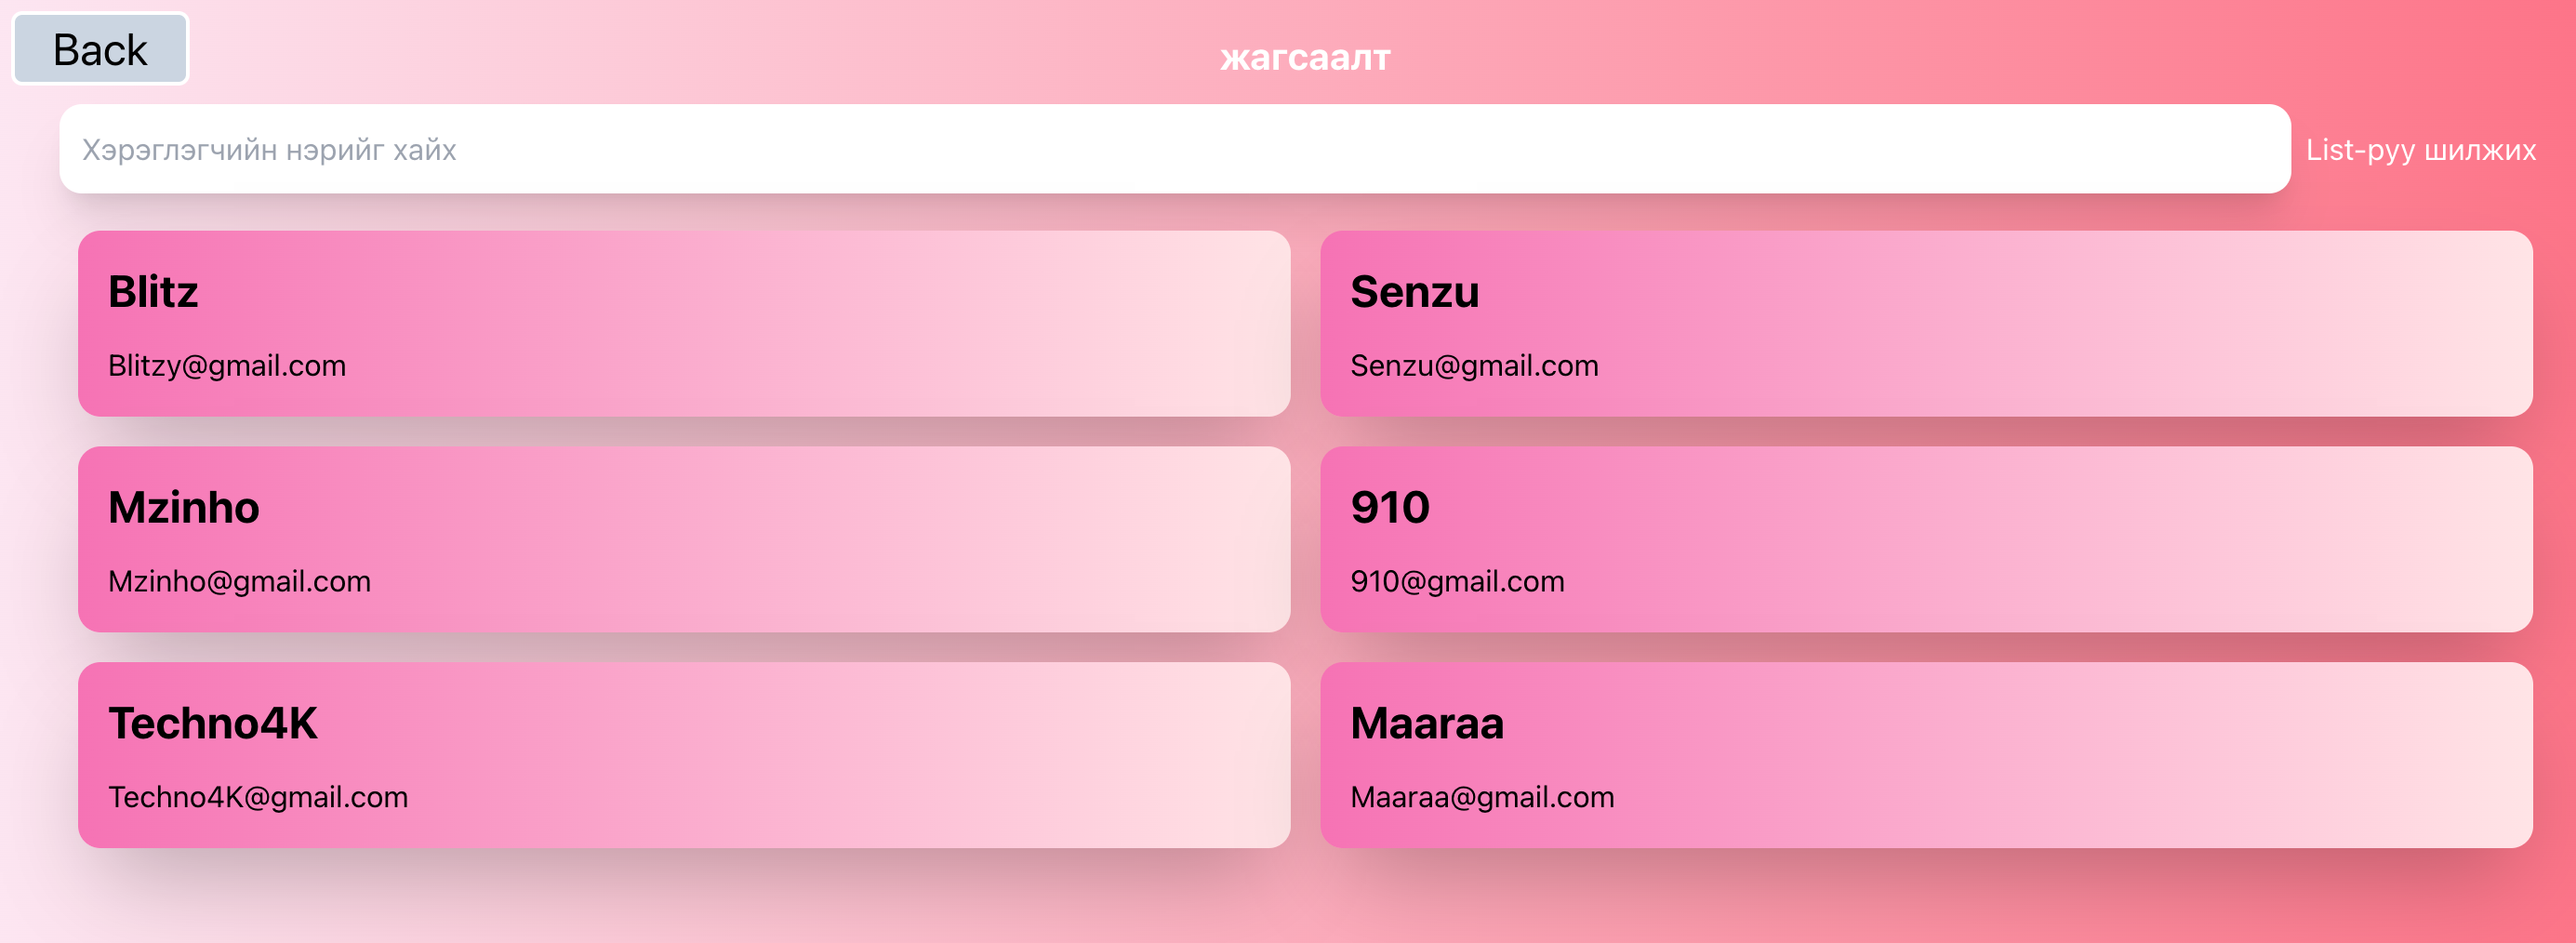 Back
жагсаалт
Хэрэглэгчийн нэрийг хайх
List-руу шилжих
Blitz
Blitzy@gmail.com
Senzu
Senzu@gmail.com
Mzinho
Mzinho@gmail.com
910
910@gmail.com
Techno4K
Techno4K@gmail.com
Maaraa
Maaraa@gmail.com